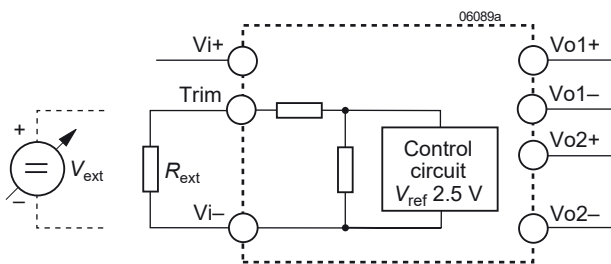 06089a
Vi+
Vo1+
Trim
Vo1–
Vo2+
+
Control
circuit
Vref 2.5 V
Vext
Rext
–
Vi–
Vo2–